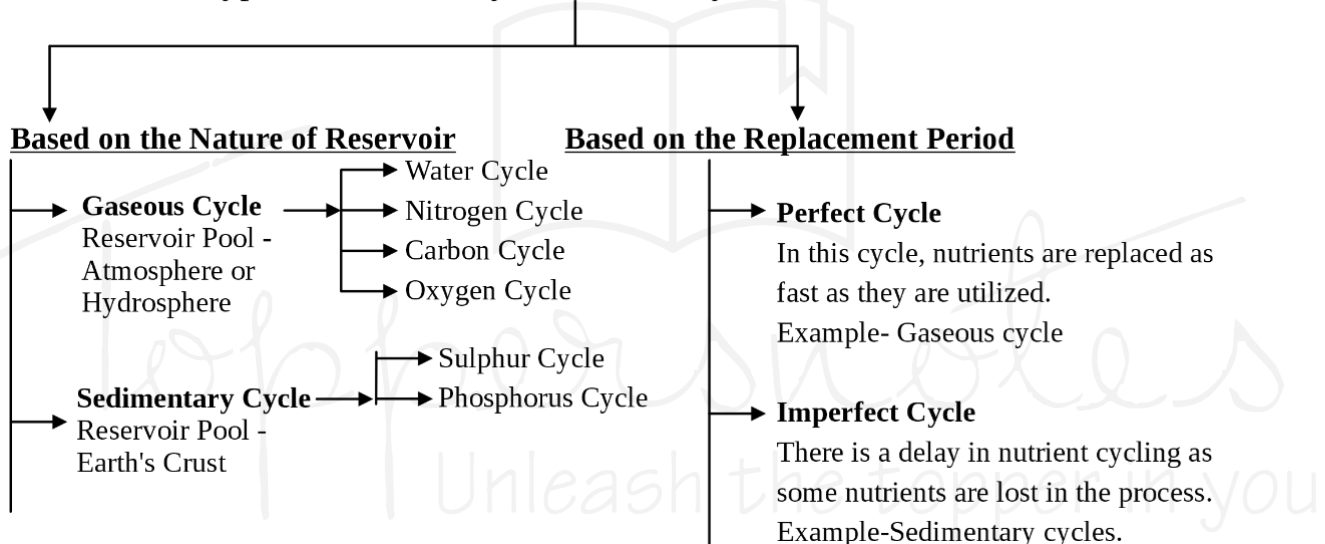 Based on the Nature of Reservoir
Water Cycle
Gaseous Cycle
Nitrogen Cycle
Reservoir Pool -
Atmosphere or
Hydrosphere
Carbon Cycle
Oxygen Cycle
Sulphur Cycle
Sedimentary Cycle
Phosphorus Cycle
Reservoir Pool -
Earth's Crust
Based on the Replacement Period
Perfect Cycle
In this cycle, nutrients are replaced as
fast as they are utilized.
Example- Gaseous cycle
Imperfect Cycle
There is a delay in nutrient cycling as
some nutrients are lost in the process.
Example-Sedimentary cycles.
Toppersnotes
Unleash the topper in you